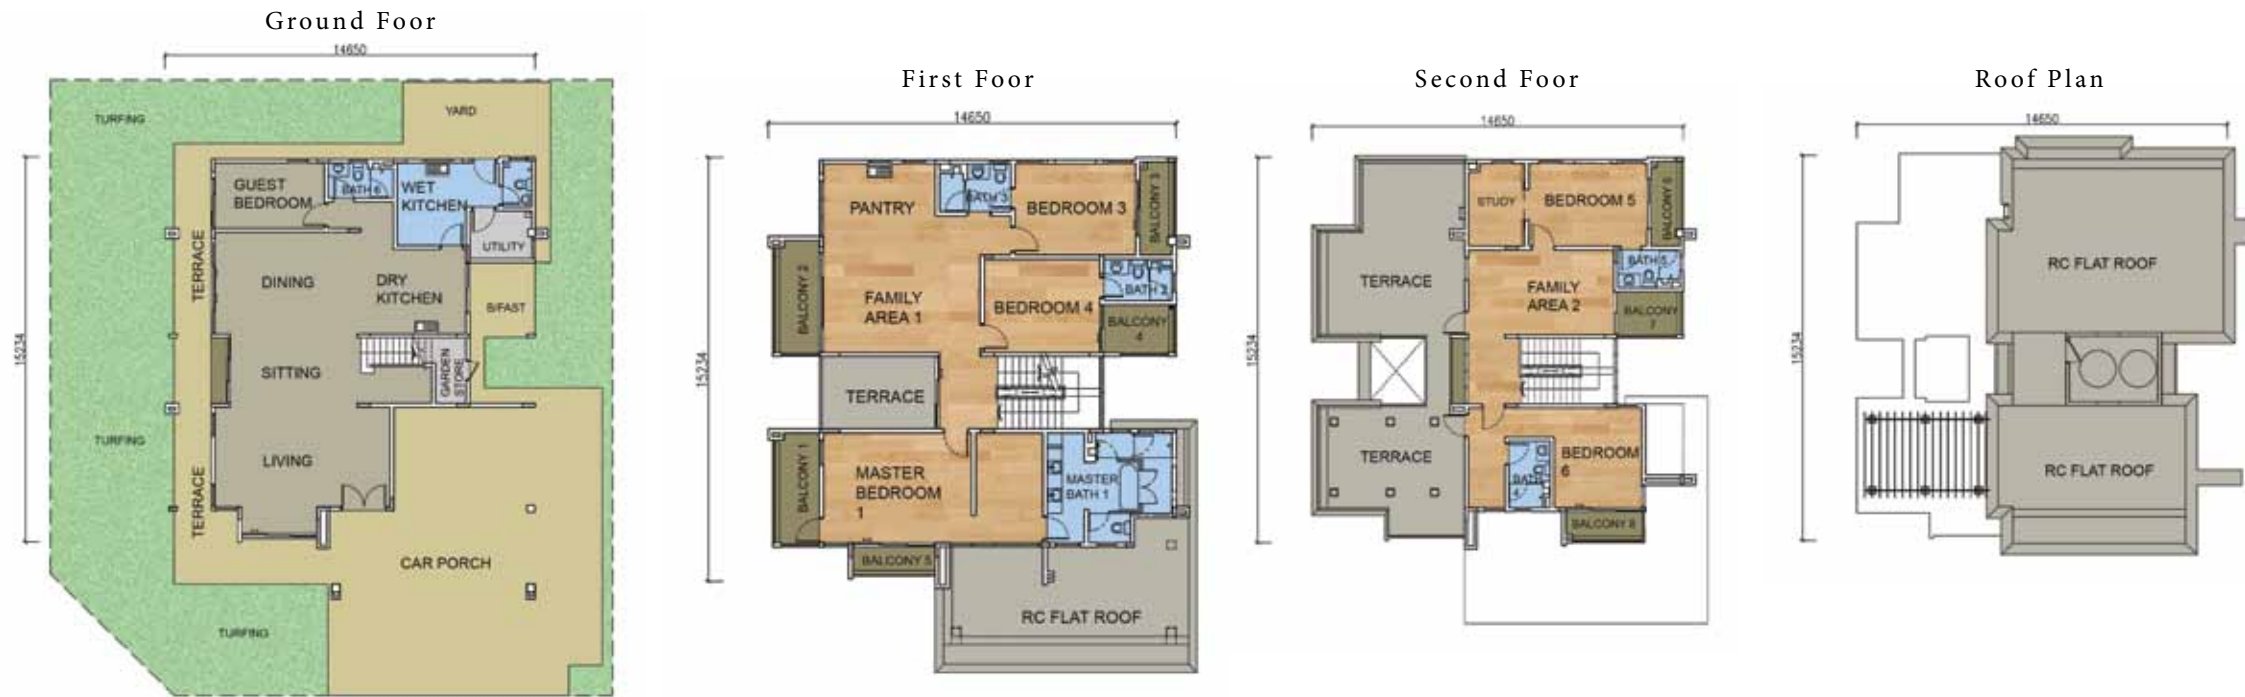 Ground Foor
14650
TURFING
YARD
GUEST
BEDROOM
BATH 6
WET
KITCHEN
UTILITY
TERRACE
DINING
DRY
KITCHEN
B/FAST
15234
SITTING
GARDEN
STORE
TURFING
LIVING
TERRACE
CAR PORCH
TURFING
First Foor
14650
PANTRY
BATH 3
BEDROOM 3
BALCONY 3
BALCONY 2
FAMILY
AREA 1
BEDROOM 4
BATH 2
BALCONY
4
15234
TERRACE
BALCONY 1
MASTER
BEDROOM
1
MASTER
BATH 1
BALCONY 5
RC FLAT ROOF
Second Foor
14650
STUDY
BEDROOM 5
BALCONY 6
TERRACE
FAMILY
AREA 2
BATH 5
BALCONY
7
15234
TERRACE
BEDROOM
6
BATH
4
BALCONY 8
Roof Plan
14650
RC FLAT ROOF
15234
RC FLAT ROOF